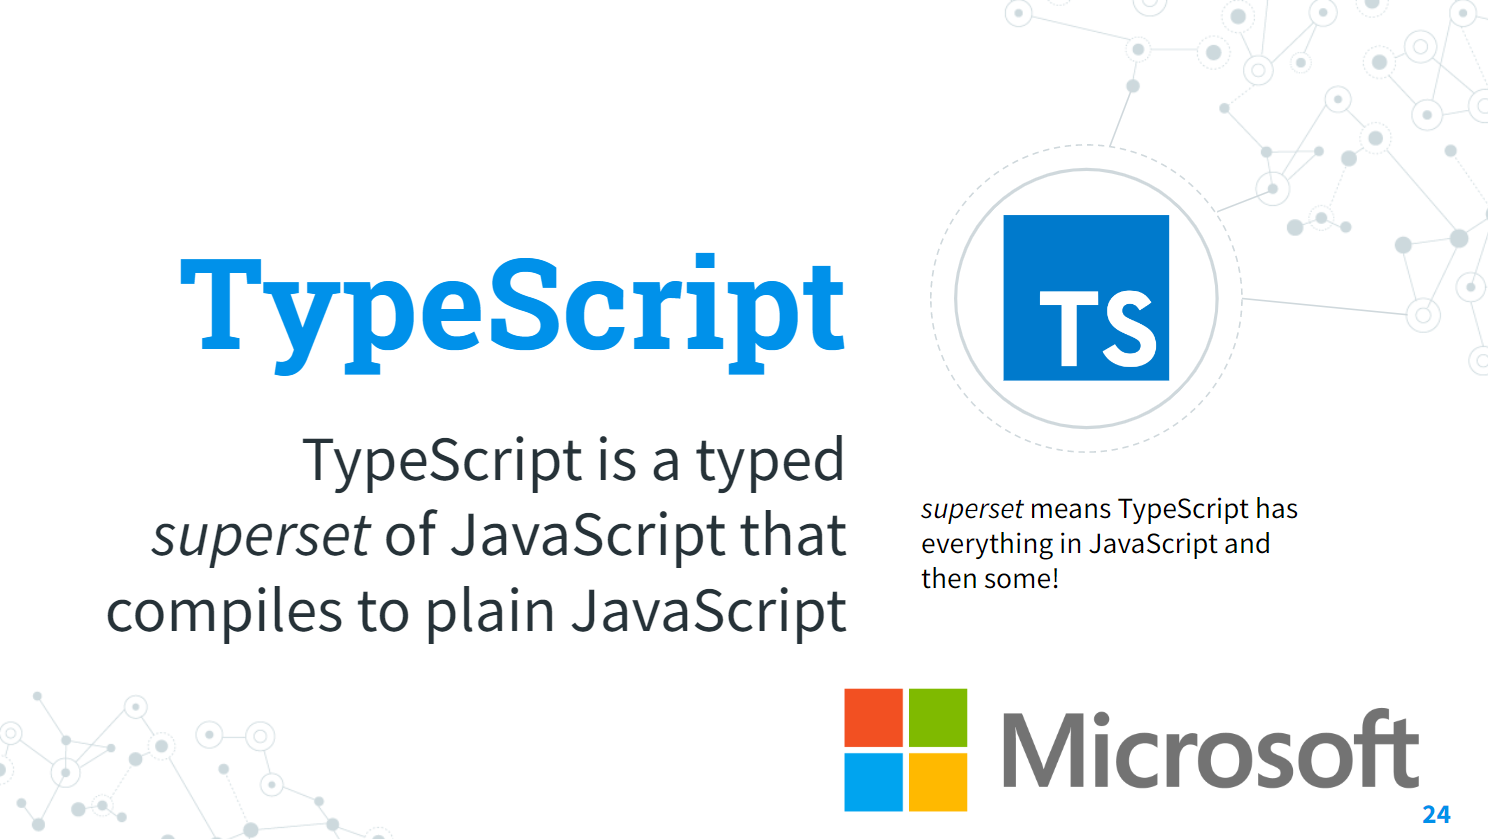 TypeScript
TypeScript is a typed
superset of JavaScript that
compiles to plain JavaScript
TS
superset means TypeScript has
everything in JavaScript and
then some!
Microsoft
24